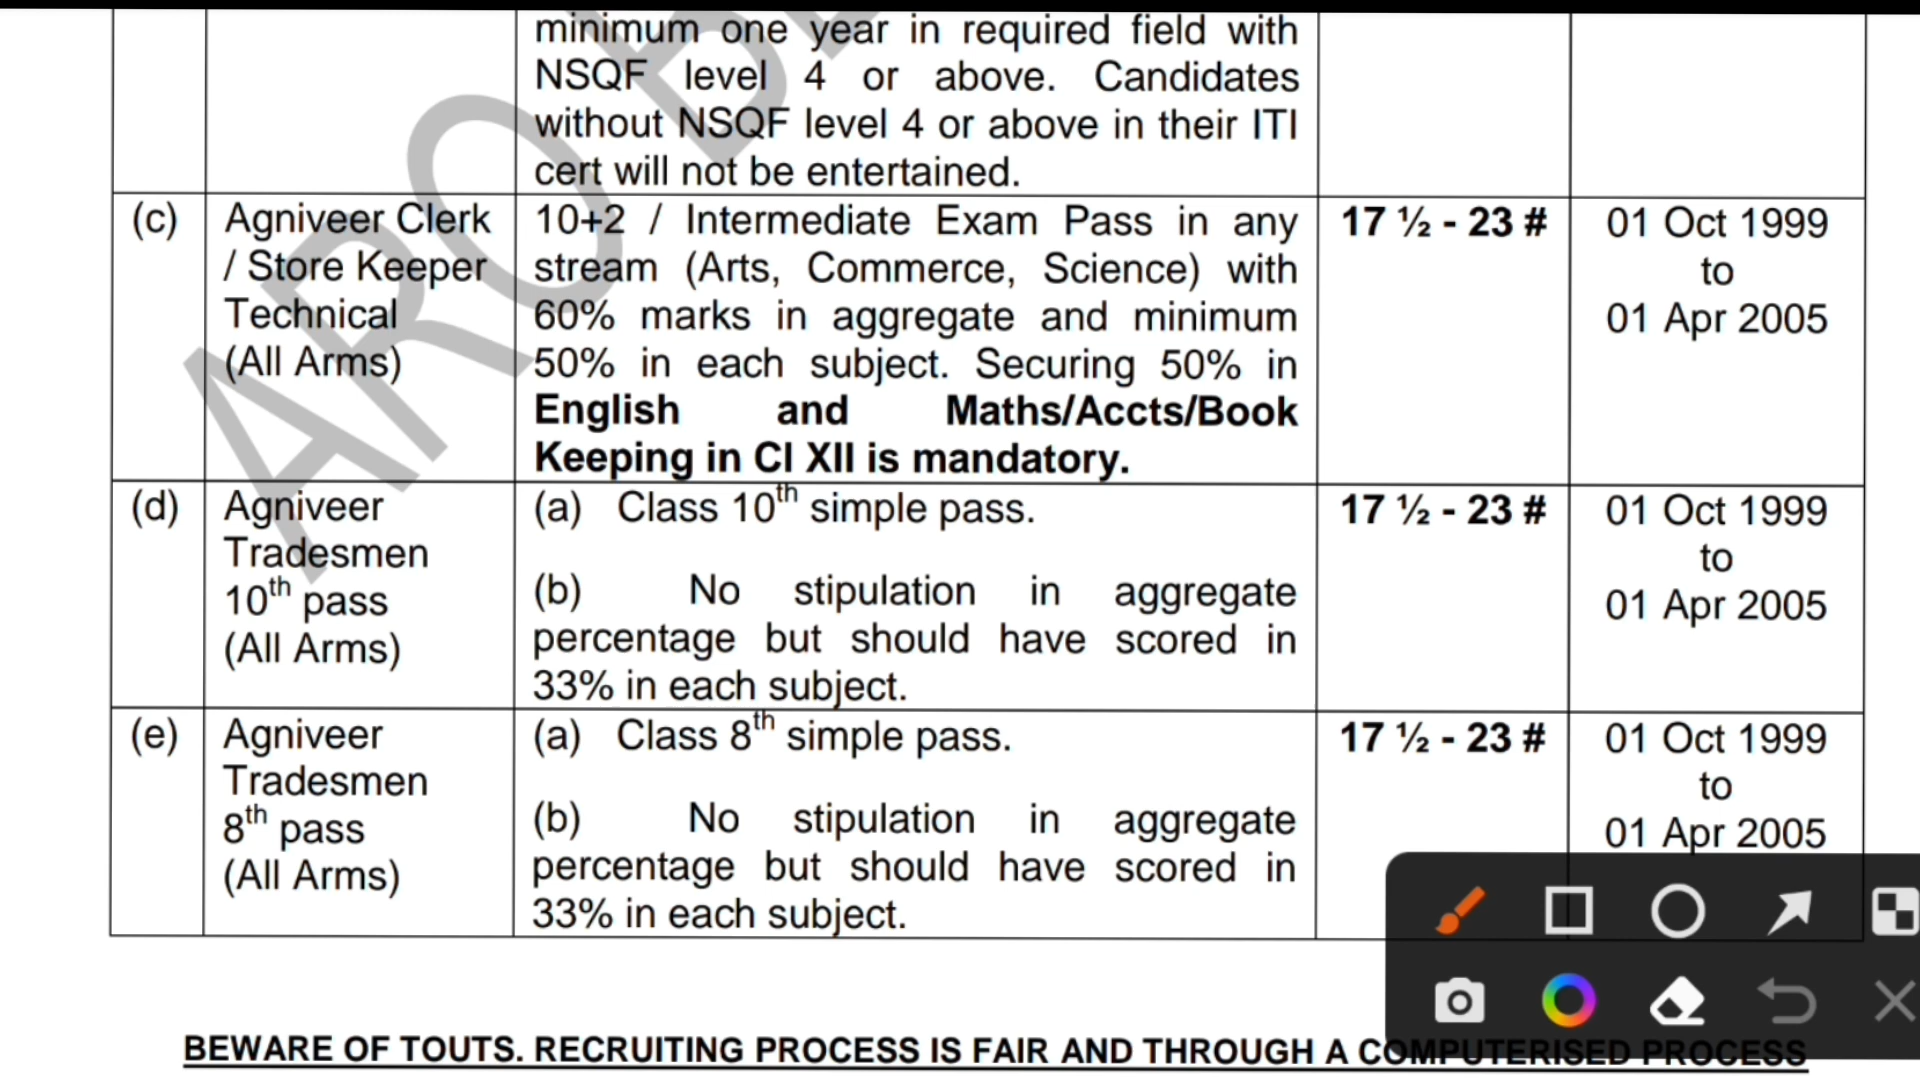 minimum one year in required field with
NSQF level 4 or above. Candidates
without NSQF level 4 or above in their ITI
cert will not be entertained.
(c) Agniveer Clerk / Store Keeper Technical (All Arms)
10+2 / Intermediate Exam Pass in any
stream (Arts, Commerce, Science) with
60% marks in aggregate and minimum
50% in each subject. Securing 50% in
English and Maths/Accts/Book
Keeping in Cl XII is mandatory.
17 ½ - 23 #
01 Oct 1999
to
01 Apr 2005
(d) Agniveer Tradesmen 10th pass (All Arms)
(a) Class 10th simple pass.
(b) No stipulation in aggregate
percentage but should have scored in
33% in each subject.
17 ½ - 23 #
01 Oct 1999
to
01 Apr 2005
(e) Agniveer Tradesmen 8th pass (All Arms)
(a) Class 8th simple pass.
(b) No stipulation in aggregate
percentage but should have scored in
33% in each subject.
17 ½ - 23 #
01 Oct 1999
to
01 Apr 2005
BEWARE OF TOUTS. RECRUITING PROCESS IS FAIR AND THROUGH A COMPUTERISED PROCESS
ARO